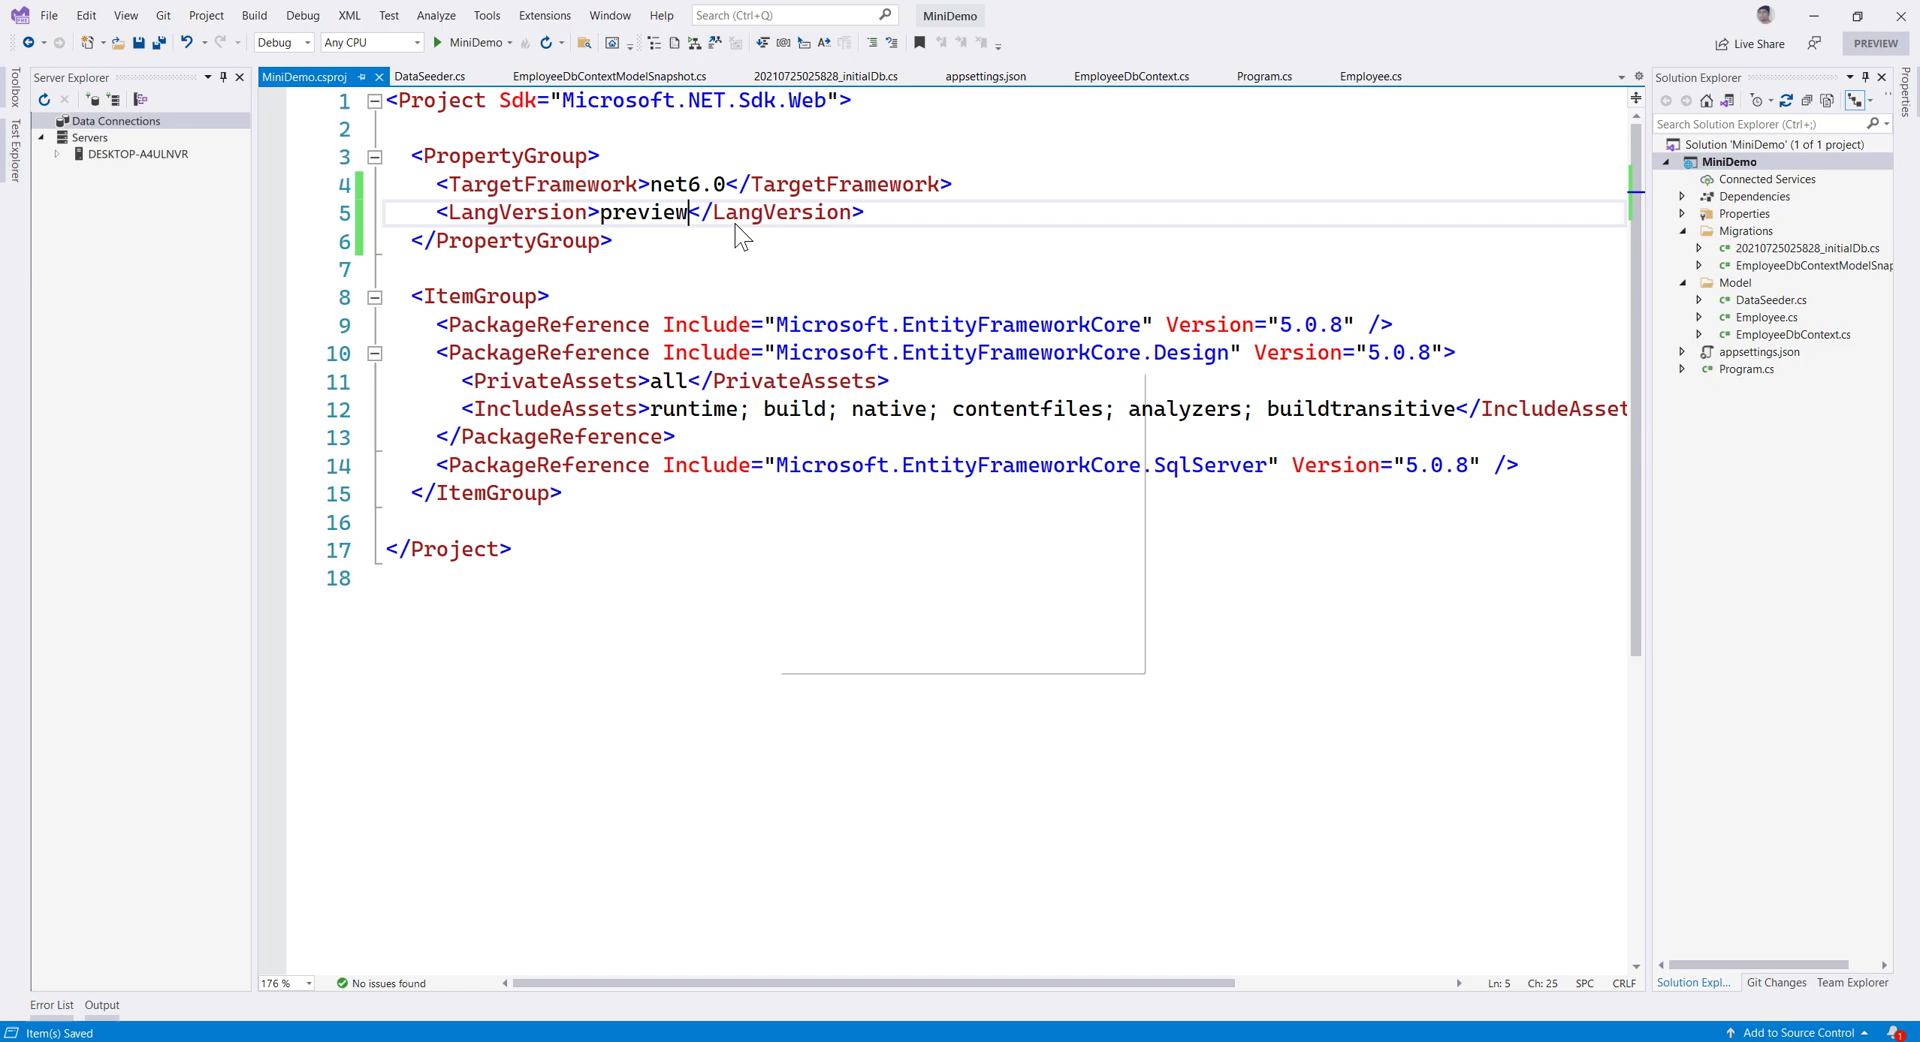 File Edit View Git Project Build Debug XML Test Analyze Tools Extensions Window Help Search (Ctrl+Q) MiniDemo
Debug Any CPU MiniDemo Live Share PREVIEW
Toolbox
Test Explorer
Server Explorer
Data Connections
Servers
DESKTOP-A4ULNVR
MiniDemo.csproj DataSeeder.cs EmployeeDbContextModelSnapshot.cs 20210725025828_initialDb.cs appsettings.json EmployeeDbContext.cs Program.cs Employee.cs
1 <Project Sdk="Microsoft.NET.Sdk.Web">
2
3 <PropertyGroup>
4 <TargetFramework>net6.0</TargetFramework>
5 <LangVersion>preview</LangVersion>
6 </PropertyGroup>
7
8 <ItemGroup>
9 <PackageReference Include="Microsoft.EntityFrameworkCore" Version="5.0.8" />
10 <PackageReference Include="Microsoft.EntityFrameworkCore.Design" Version="5.0.8">
11 <PrivateAssets>all</PrivateAssets>
12 <IncludeAssets>runtime; build; native; contentfiles; analyzers; buildtransitive</IncludeAsset
13 </PackageReference>
14 <PackageReference Include="Microsoft.EntityFrameworkCore.SqlServer" Version="5.0.8" />
15 </ItemGroup>
16
17 </Project>
18
176 % No issues found Ln: 5 Ch: 25 SPC CRLF
Solution Explorer
Search Solution Explorer (Ctrl+;)
Solution 'MiniDemo' (1 of 1 project)
MiniDemo
Connected Services
Dependencies
Properties
Migrations
20210725025828_initialDb.cs
EmployeeDbContextModelSnap
Model
DataSeeder.cs
Employee.cs
EmployeeDbContext.cs
appsettings.json
Program.cs
Solution Expl... Git Changes Team Explorer
Properties
Error List Output
Item(s) Saved Add to Source Control 1